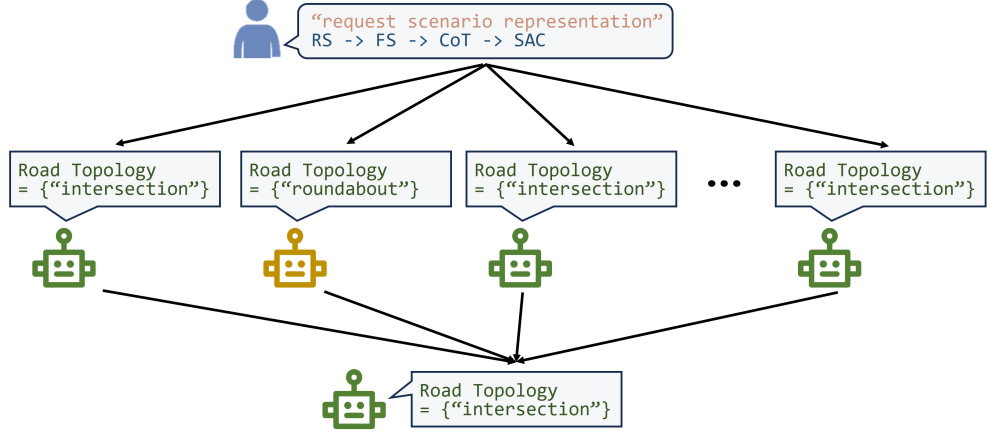 “request scenario representation”
RS -> FS -> CoT -> SAC
Road Topology
= {“intersection”}
Road Topology
= {“roundabout”}
Road Topology
= {“intersection”}
...
Road Topology
= {“intersection”}
Road Topology
= {“intersection”}